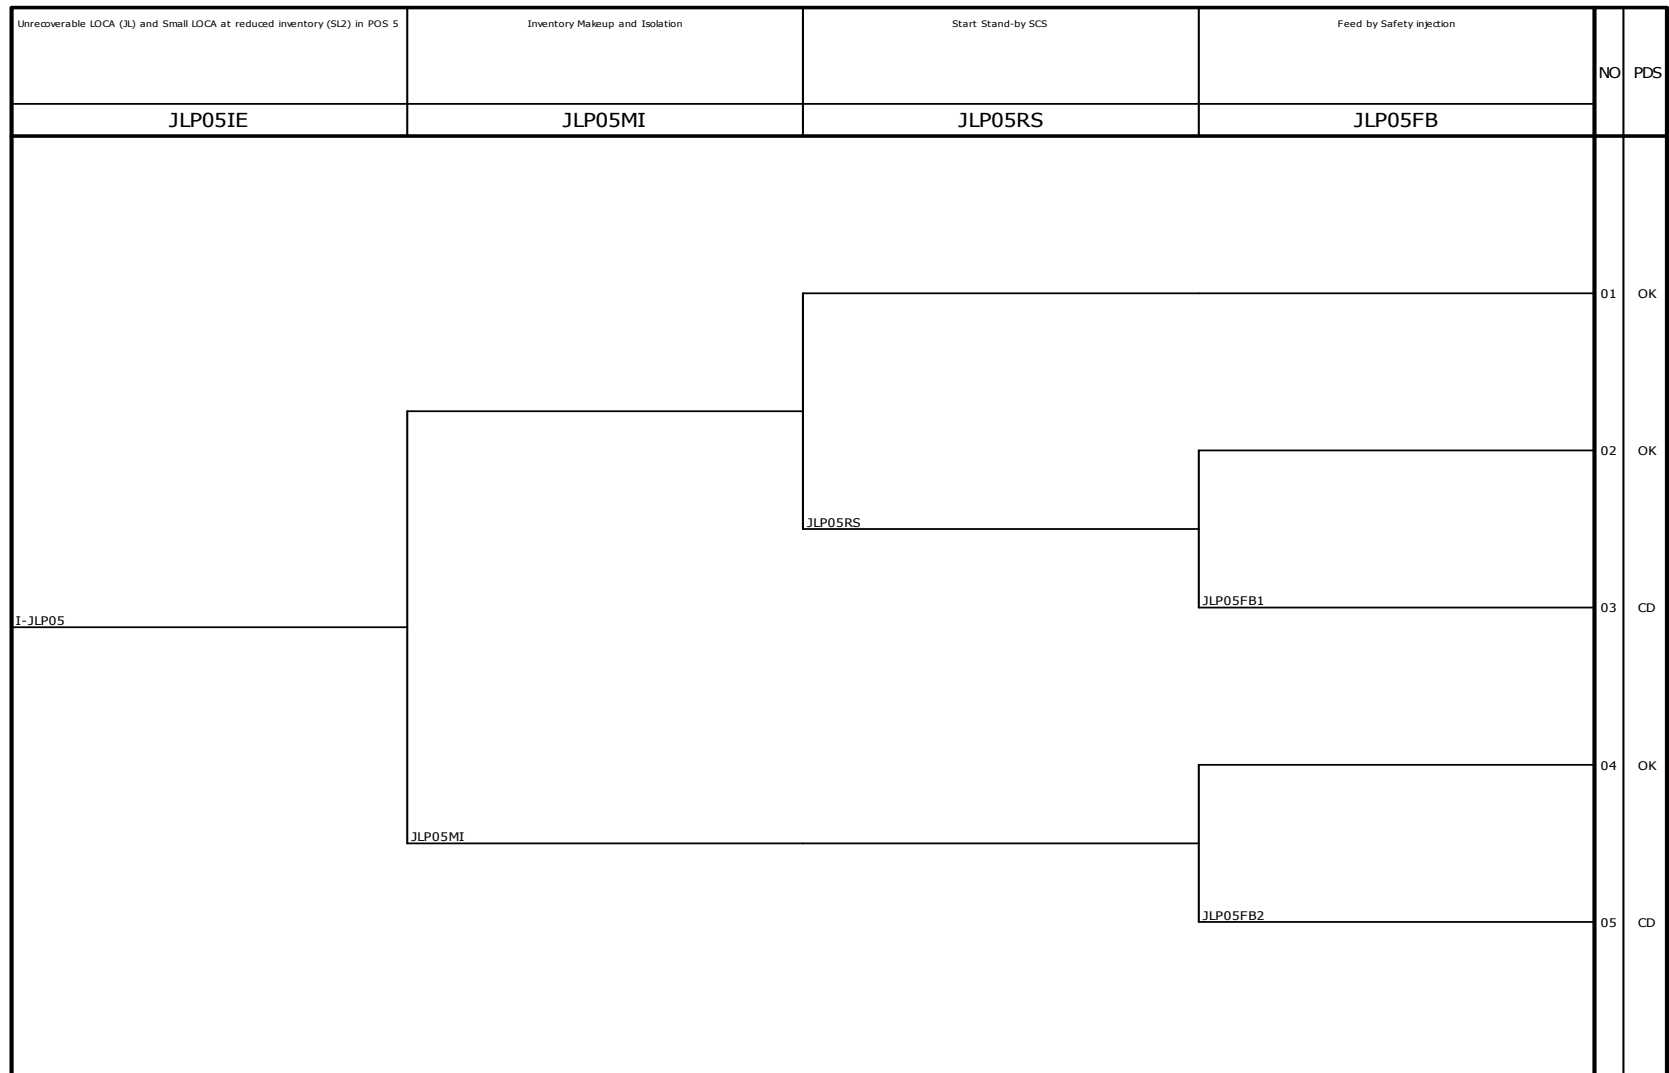 Unrecoverable LOCA (JL) and Small LOCA at reduced inventory (SL2) in POS 5
Inventory Makeup and Isolation
Start Stand-by SCS
Feed by Safety injection
NO
PDS
JLP05IE
JLP05MI
JLP05RS
JLP05FB
01
OK
02
OK
JLP05RS
JLP05FB1
03
CD
I-JLP05
04
OK
JLP05MI
JLP05FB2
05
CD